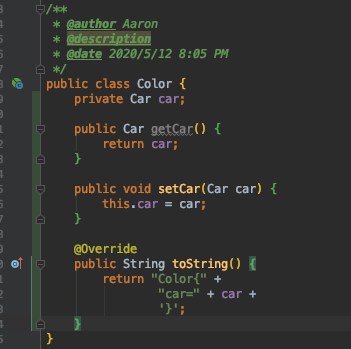 /**
 * @author Aaron
 * @description
 * @date 2020/5/12 8:05 PM
 */
public class Color {
    private Car car;

    public Car getCar() {
        return car;
    }

    public void setCar(Car car) {
        this.car = car;
    }

    @Override
    public String toString() {
        return "Color{" +
                "car=" + car +
                '}';
    }
}